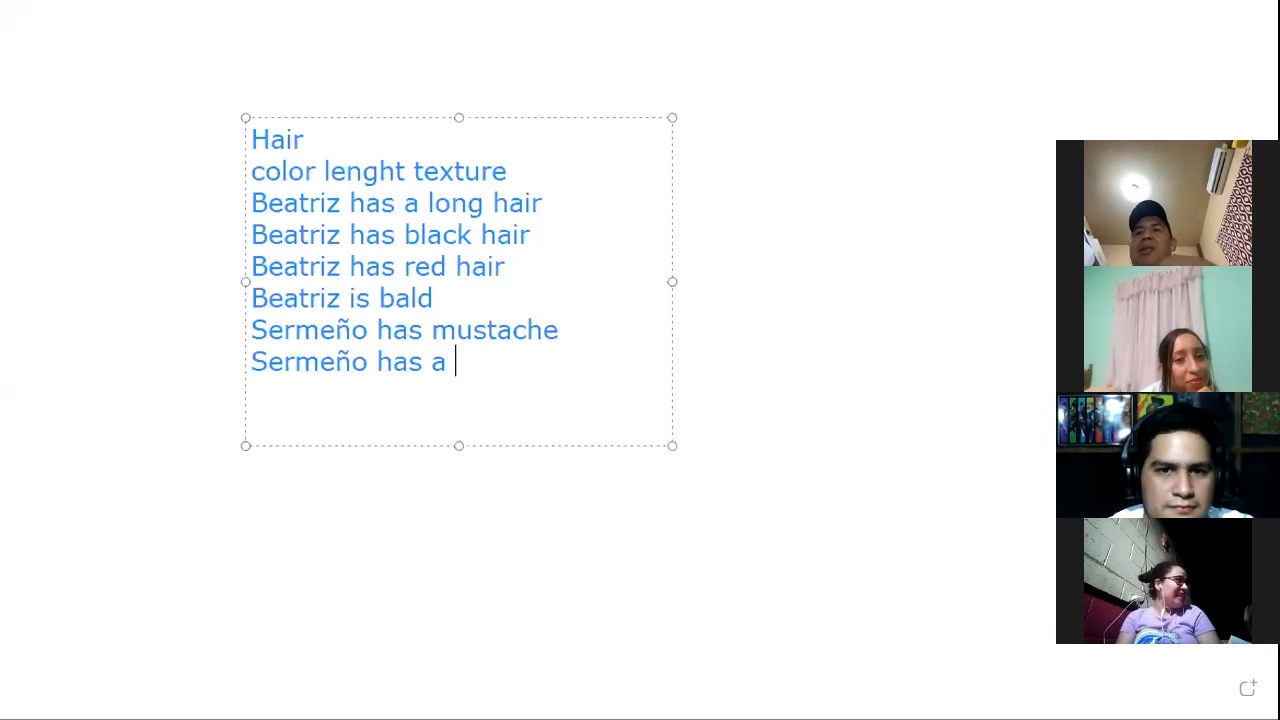 Hair
color lenght texture
Beatriz has a long hair
Beatriz has black hair
Beatriz has red hair
Beatriz is bald
Sermeño has mustache
Sermeño has a